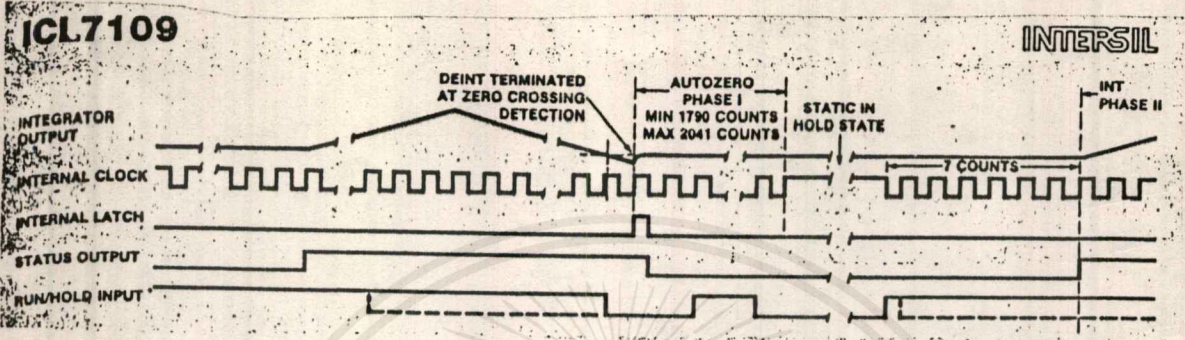 ICL7109
INTERSIL
DEINT TERMINATED
AT ZERO CROSSING
DETECTION
AUTOZERO
PHASE I
MIN 1790 COUNTS
MAX 2041 COUNTS
STATIC IN
HOLD STATE
INT
PHASE II
INTEGRATOR
OUTPUT
INTERNAL CLOCK
7 COUNTS
INTERNAL LATCH
STATUS OUTPUT
RUN/HOLD INPUT